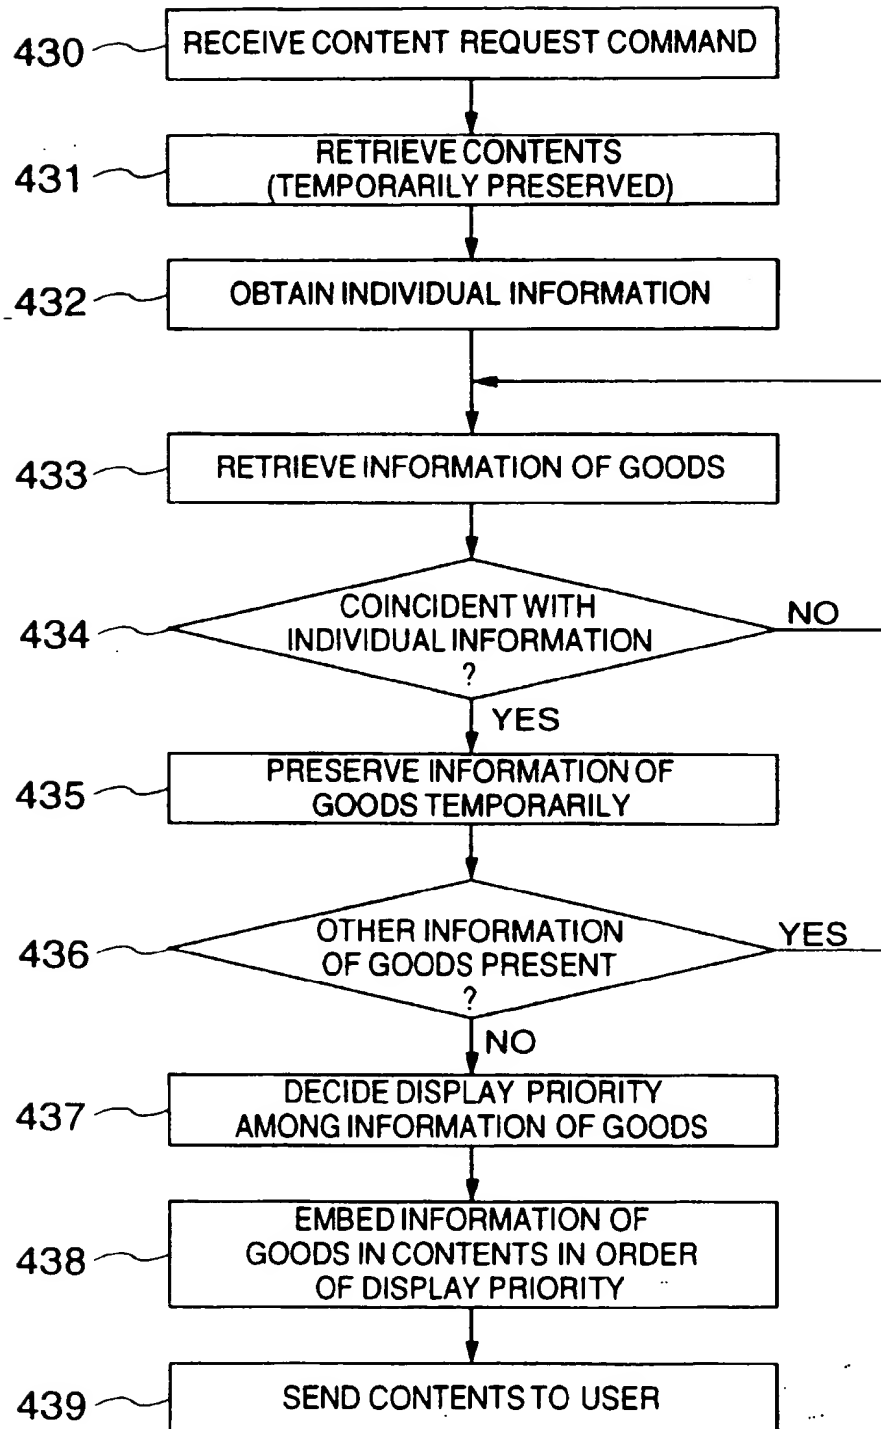 430
RECEIVE CONTENT REQUEST COMMAND
431
RETRIEVE CONTENTS
(TEMPORARILY PRESERVED)
432
OBTAIN INDIVIDUAL INFORMATION
433
RETRIEVE INFORMATION OF GOODS
434
COINCIDENT WITH
INDIVIDUAL INFORMATION
?
NO
YES
435
PRESERVE INFORMATION OF
GOODS TEMPORARILY
436
OTHER INFORMATION
OF GOODS PRESENT
?
YES
NO
437
DECIDE DISPLAY PRIORITY
AMONG INFORMATION OF GOODS
438
EMBED INFORMATION OF
GOODS IN CONTENTS IN ORDER
OF DISPLAY PRIORITY
439
SEND CONTENTS TO USER